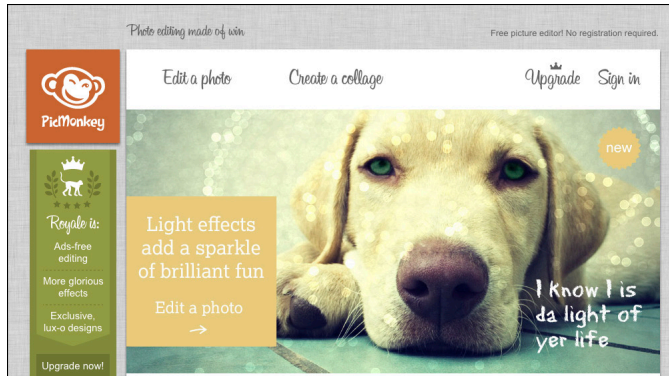 Photo editing made of win
Free picture editor! No registration required.
Edit a photo
Create a collage
Upgrade
Sign in
PicMonkey
Royale is:
Ads-free
editing
More glorious
effects
Exclusive,
lux-o designs
Upgrade now!
new
Light effects
add a sparkle
of brilliant fun
Edit a photo
I know I is
da light of
yer life